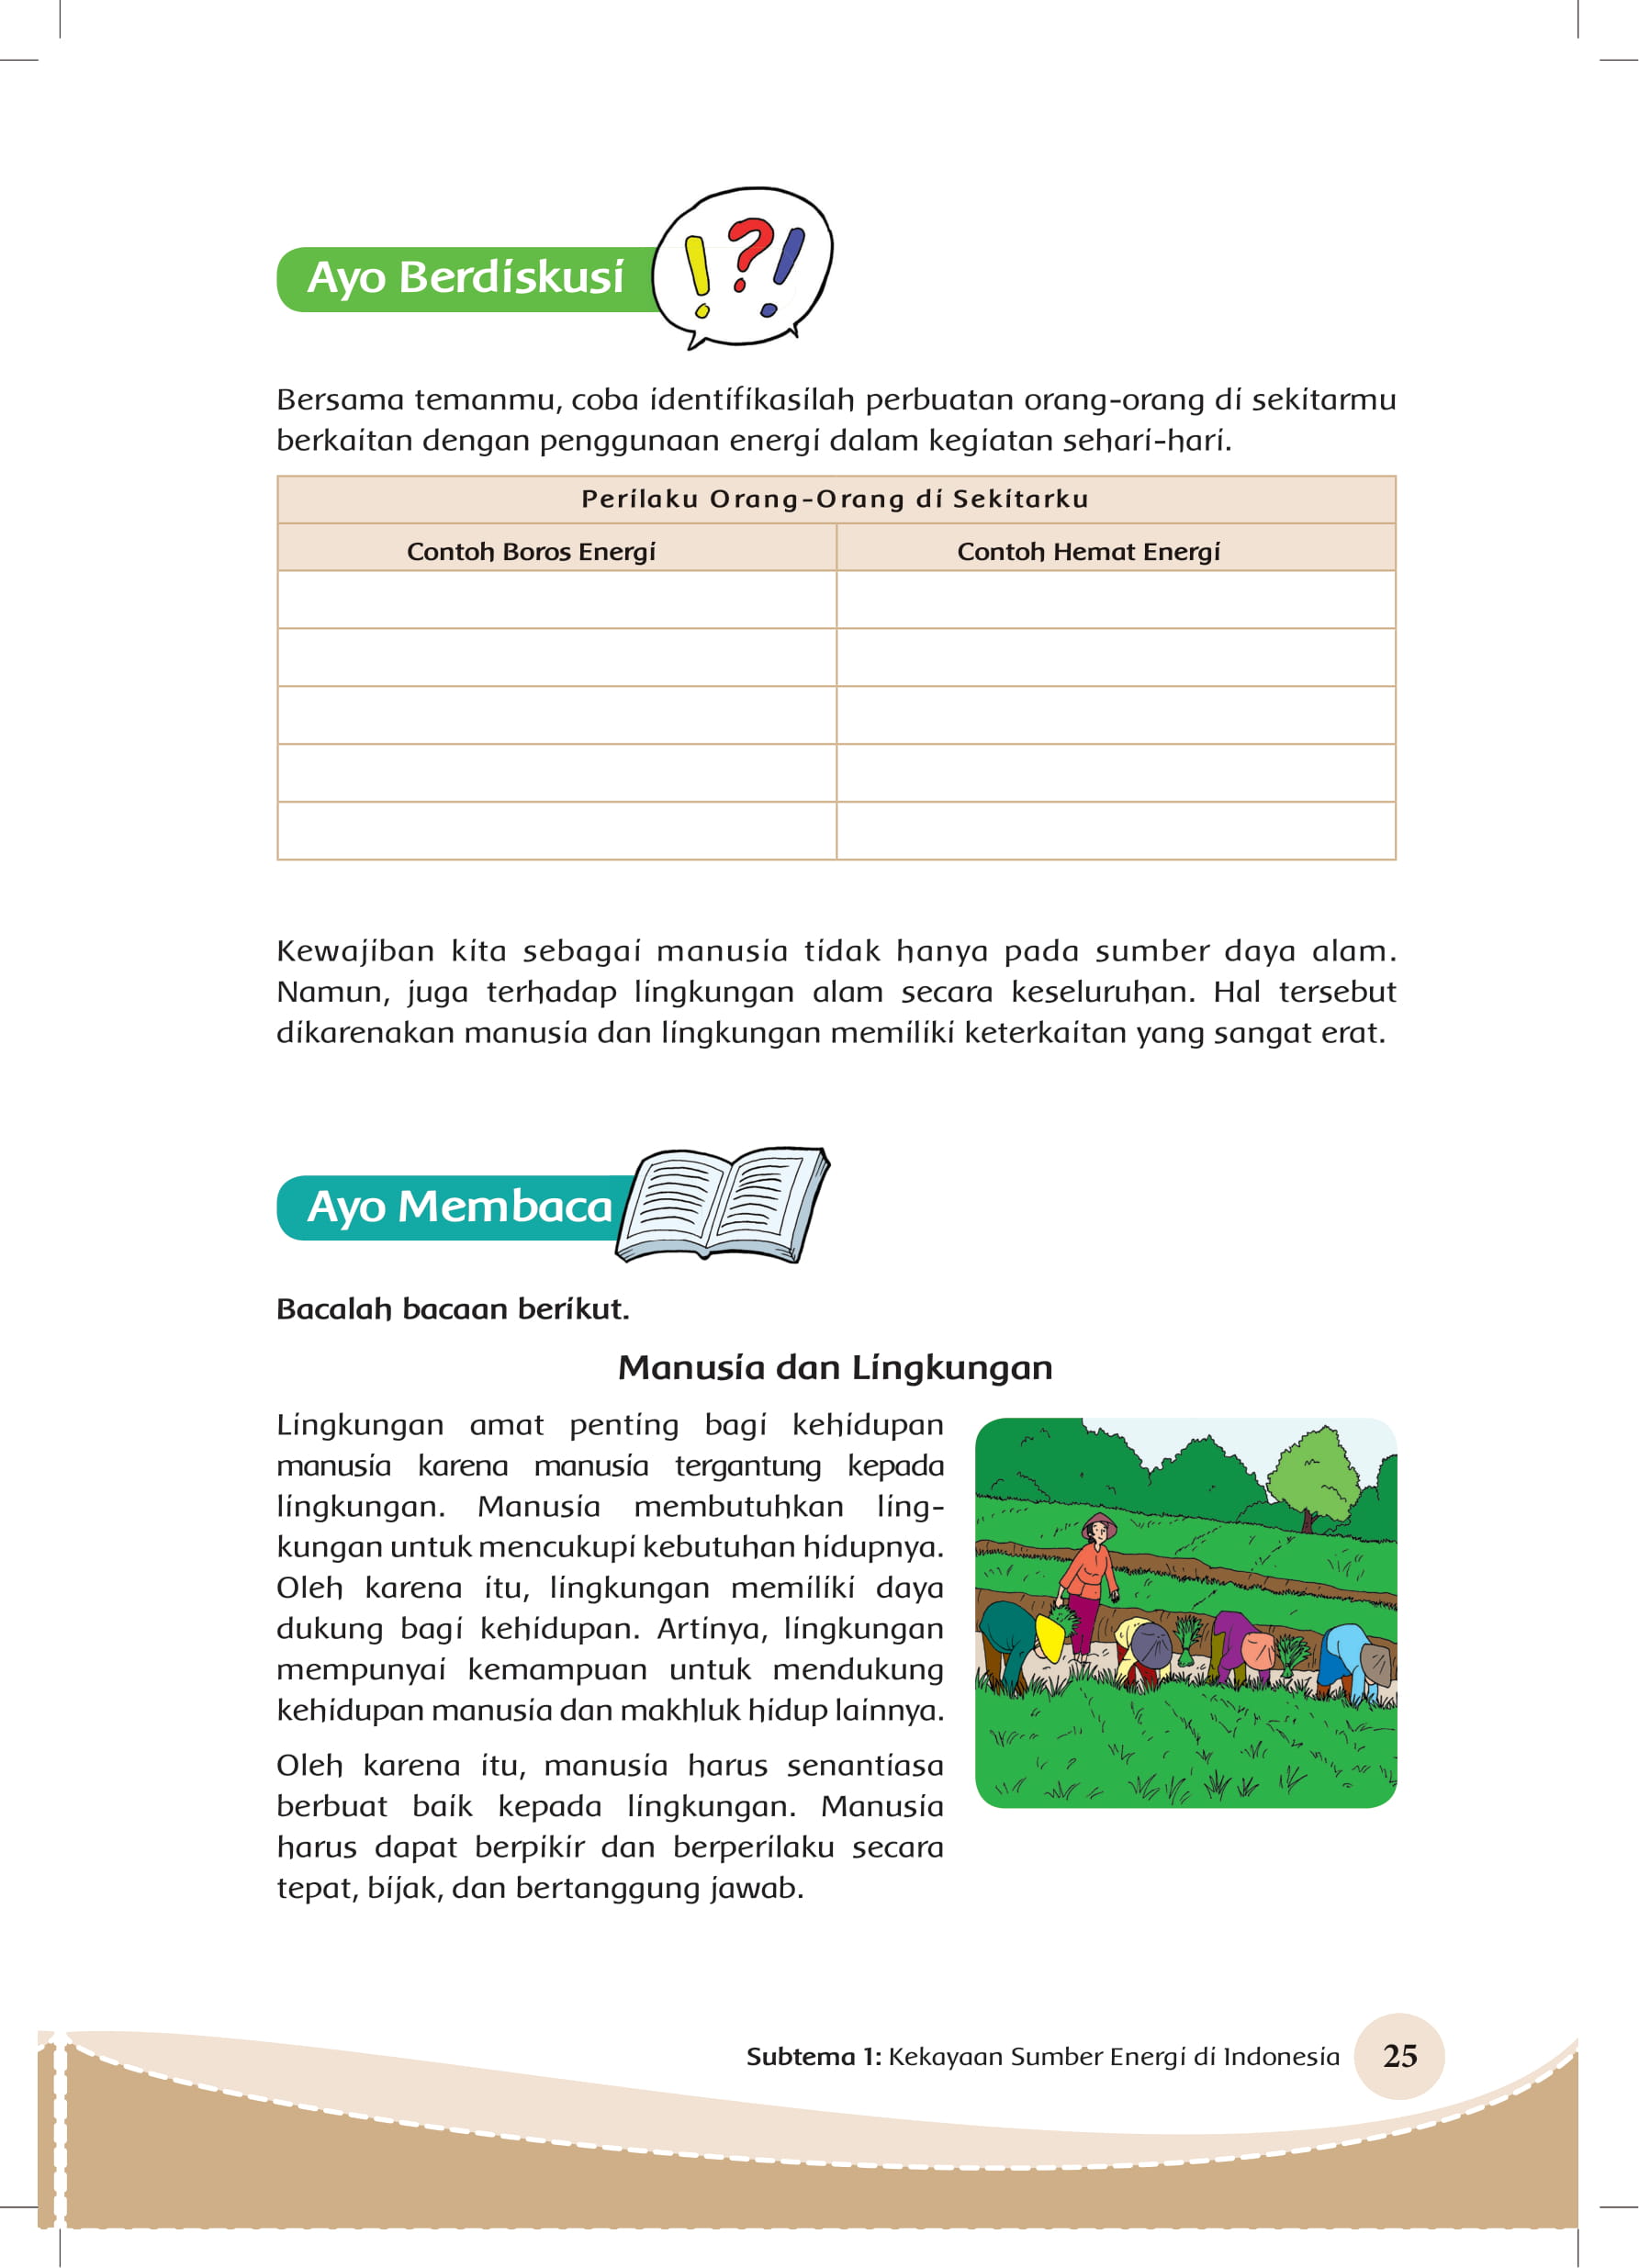 Ayo Berdiskusi
Bersama temanmu, coba identifikasilah perbuatan orang-orang di sekitarmu
berkaitan dengan penggunaan energi dalam kegiatan sehari-hari.
Perilaku Orang-Orang di Sekitarku
Contoh Boros Energi Contoh Hemat Energi
Kewajiban kita sebagai manusia tidak hanya pada sumber daya alam.
Namun, juga terhadap lingkungan alam secara keseluruhan. Hal tersebut
dikarenakan manusia dan lingkungan memiliki keterkaitan yang sangat erat.
Ayo Membaca
Bacalah bacaan berikut.
Manusia dan Lingkungan
Lingkungan amat penting bagi kehidupan
manusia karena manusia tergantung kepada
lingkungan. Manusia membutuhkan ling-
kungan untuk mencukupi kebutuhan hidupnya.
Oleh karena itu, lingkungan memiliki daya
dukung bagi kehidupan. Artinya, lingkungan
mempunyai kemampuan untuk mendukung
kehidupan manusia dan makhluk hidup lainnya.
Oleh karena itu, manusia harus senantiasa
berbuat baik kepada lingkungan. Manusia
harus dapat berpikir dan berperilaku secara
tepat, bijak, dan bertanggung jawab.
Subtema 1: Kekayaan Sumber Energi di Indonesia 25